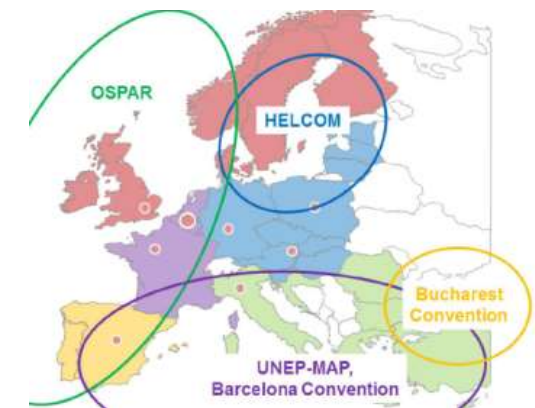 OSPAR
HELCOM
Bucharest
Convention
UNEP-MAP,
Barcelona Convention